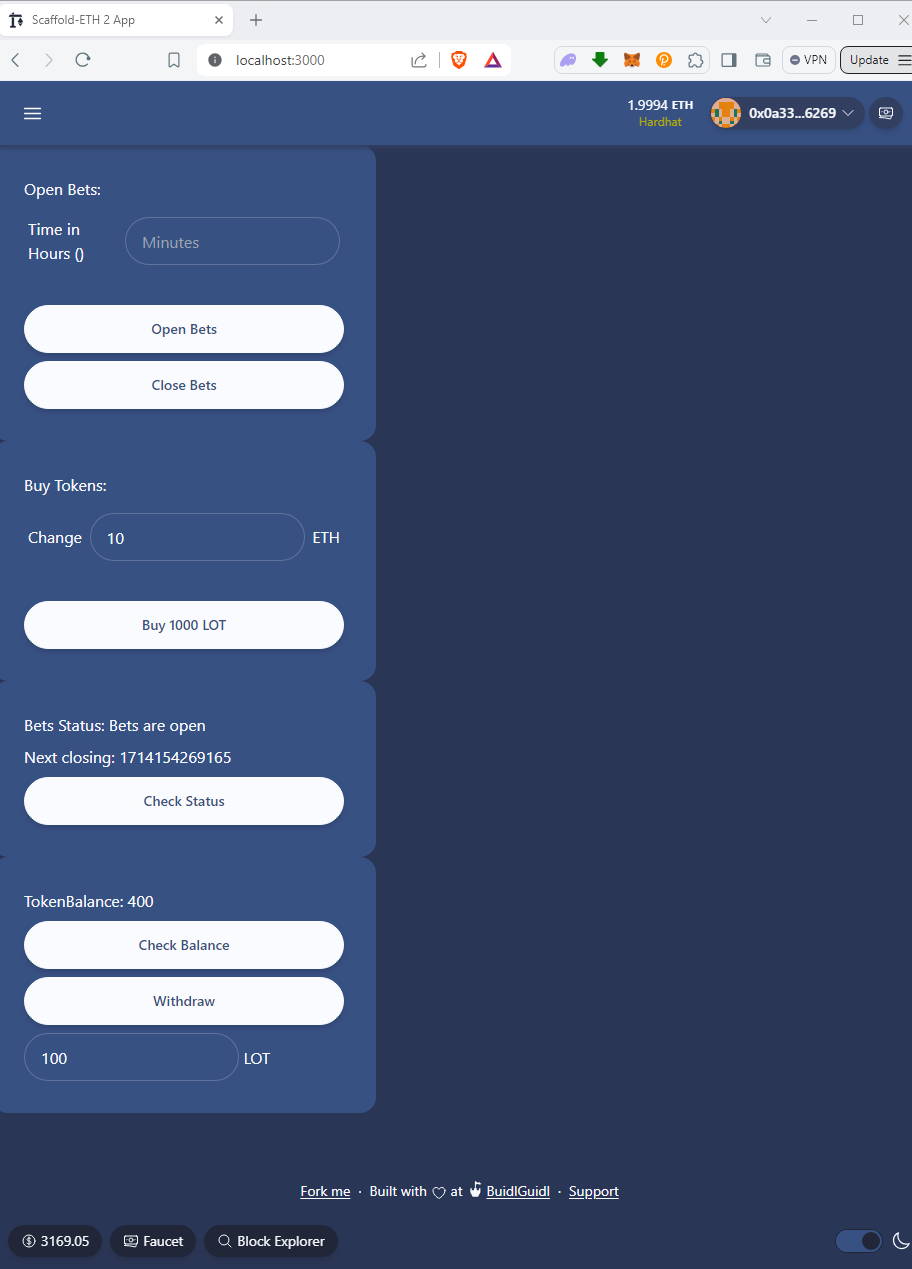 Scaffold-ETH 2 App
localhost:3000
VPN
Update
1.9994 ETH
Hardhat
0x0a33...6269
Open Bets:
Time in
Hours ()
Minutes
Open Bets
Close Bets
Buy Tokens:
Change 10 ETH
Buy 1000 LOT
Bets Status: Bets are open
Next closing: 1714154269165
Check Status
TokenBalance: 400
Check Balance
Withdraw
100 LOT
Fork me · Built with at BuidlGuidl · Support
3169.05 Faucet Block Explorer